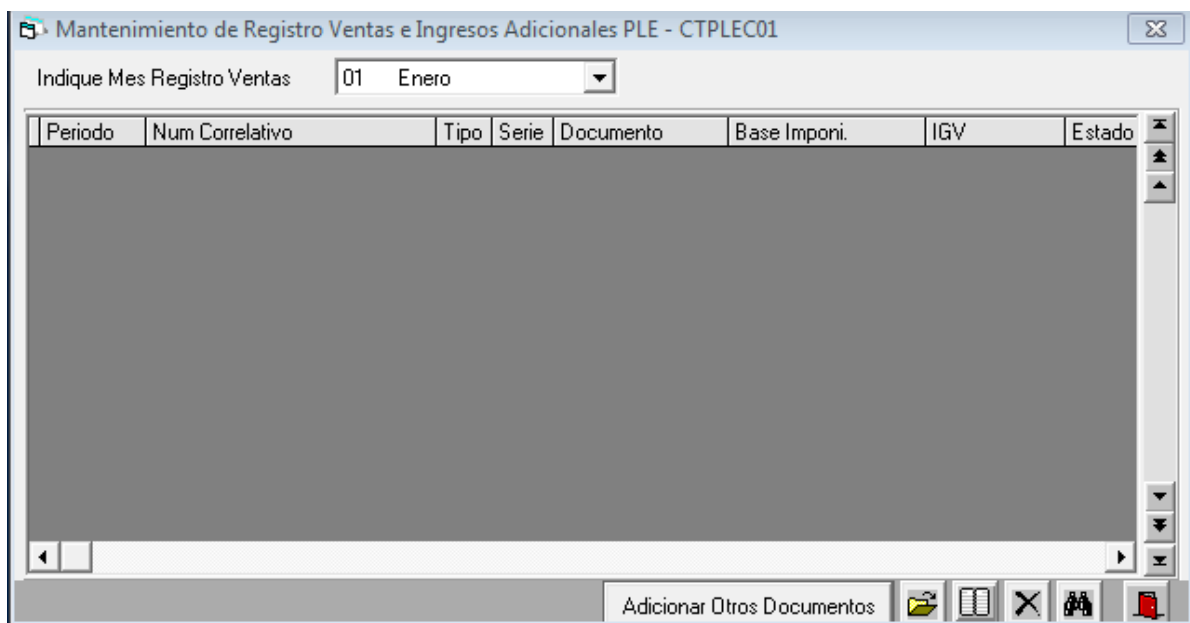 Mantenimiento de Registro Ventas e Ingresos Adicionales PLE - CTPLEC01
Indique Mes Registro Ventas 01 Enero
Periodo Num Correlativo Tipo Serie Documento Base Imponi. IGV Estado
Adicionar Otros Documentos